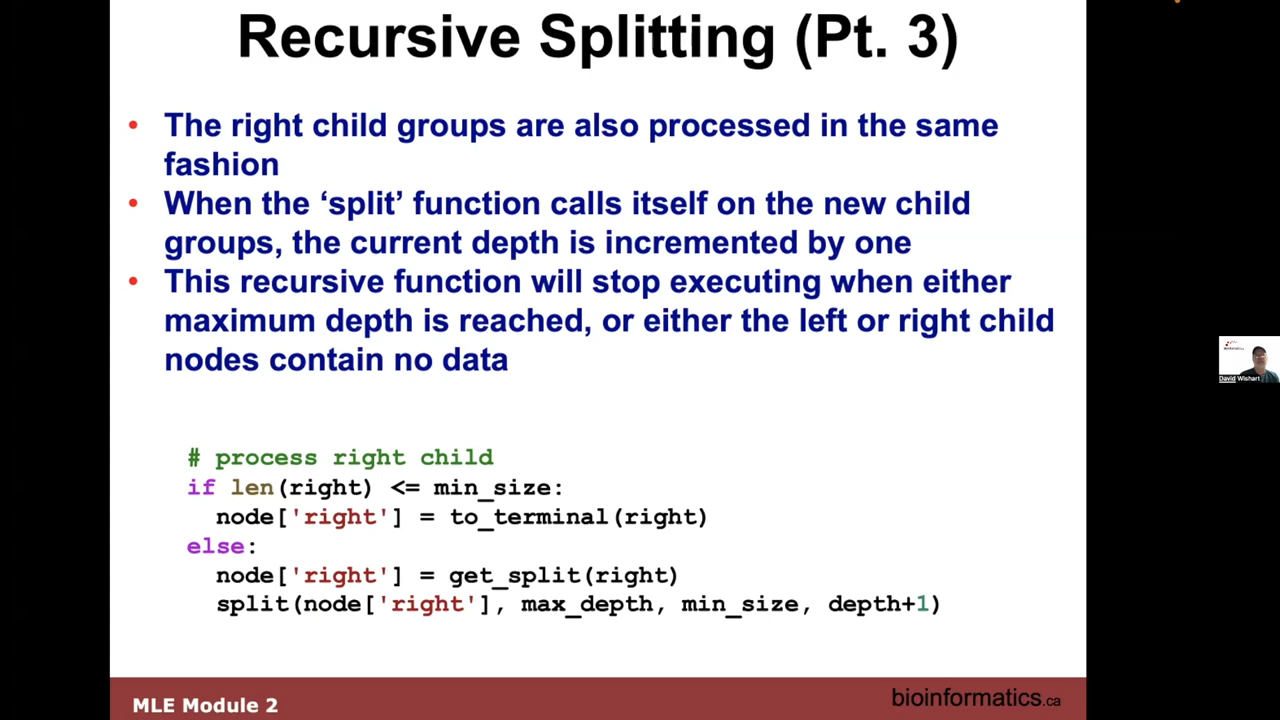 Recursive Splitting (Pt. 3)
• The right child groups are also processed in the same
fashion
• When the ‘split’ function calls itself on the new child
groups, the current depth is incremented by one
• This recursive function will stop executing when either
maximum depth is reached, or either the left or right child
nodes contain no data
# process right child
if len(right) <= min_size:
  node['right'] = to_terminal(right)
else:
  node['right'] = get_split(right)
  split(node['right'], max_depth, min_size, depth+1)
David Wishart
MLE Module 2
bioinformatics.ca